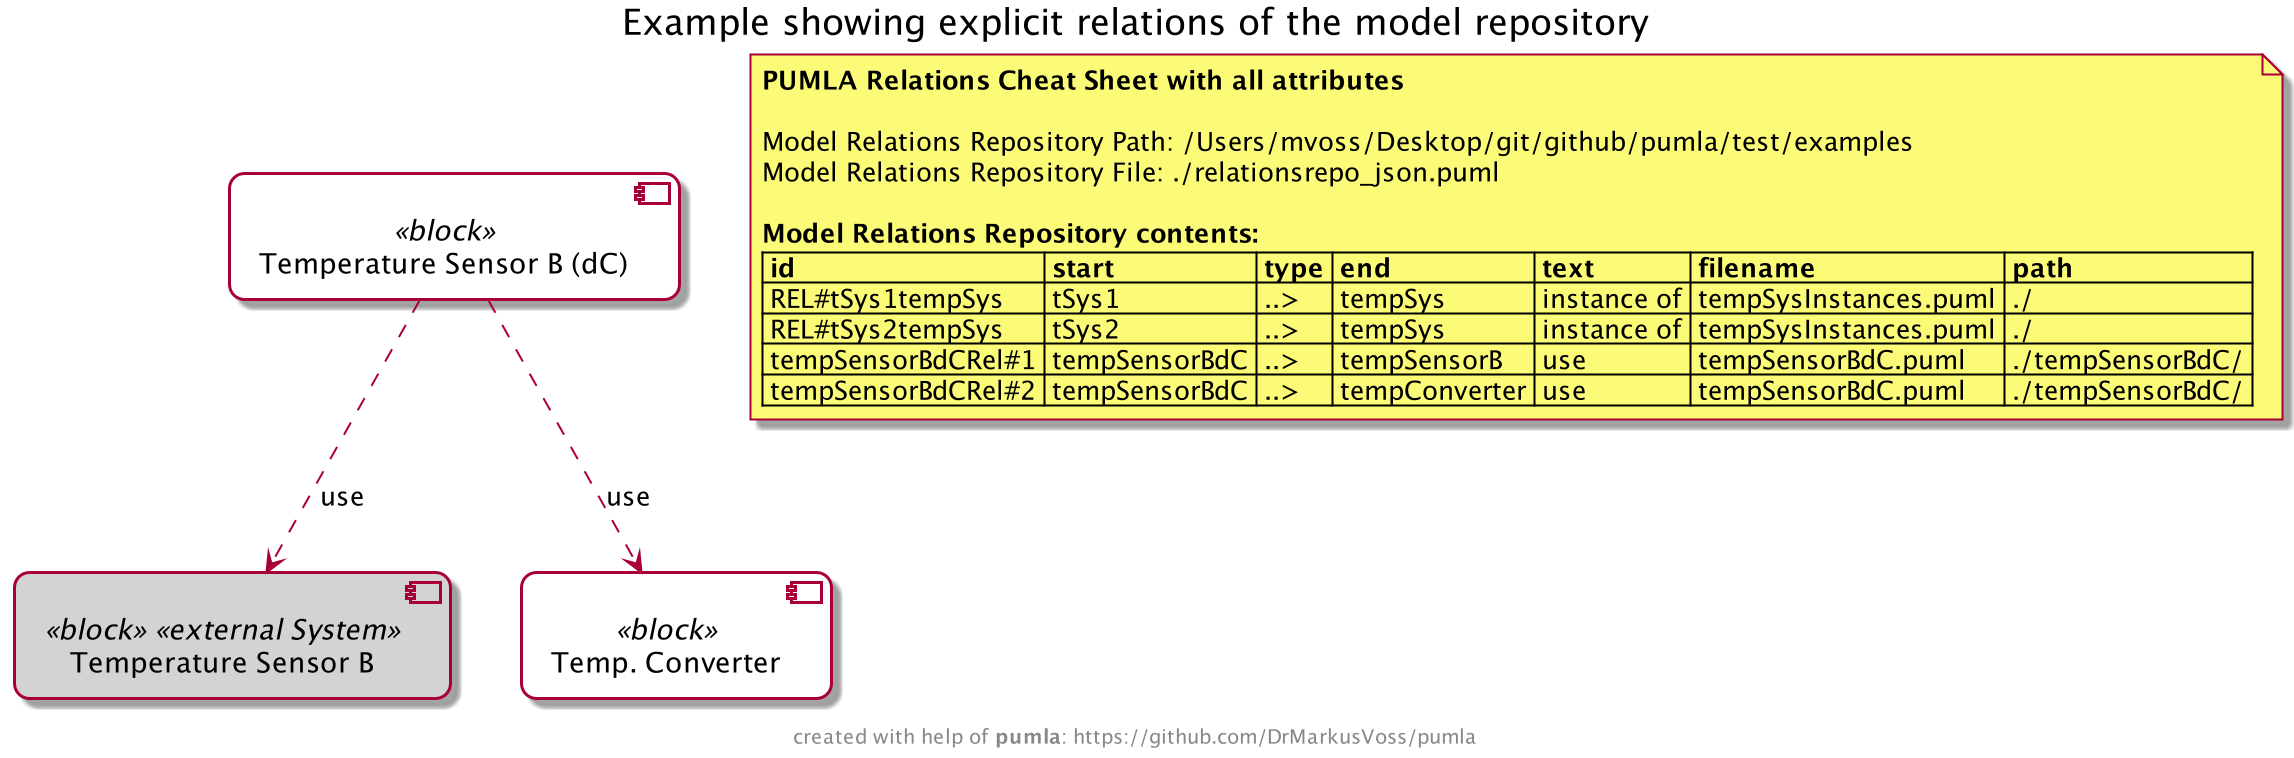 Example showing explicit relations of the model repository
PUMLA Relations Cheat Sheet with all attributes
Model Relations Repository Path: /Users/mvoss/Desktop/git/github/pumla/test/examples
Model Relations Repository File: ./relationsrepo_json.puml
Model Relations Repository contents:
id start type end text filename path
REL#tSys1tempSys tSys1 ..> tempSys instance of tempSysInstances.puml ./
REL#tSys2tempSys tSys2 ..> tempSys instance of tempSysInstances.puml ./
tempSensorBdCRel#1 tempSensorBdC ..> tempSensorB use tempSensorBdC.puml ./tempSensorBdC/
tempSensorBdCRel#2 tempSensorBdC ..> tempConverter use tempSensorBdC.puml ./tempSensorBdC/
«block»
Temperature Sensor B (dC)
use
use
«block» «external System»
Temperature Sensor B
«block»
Temp. Converter
created with help of pumla: https://github.com/DrMarkusVoss/pumla